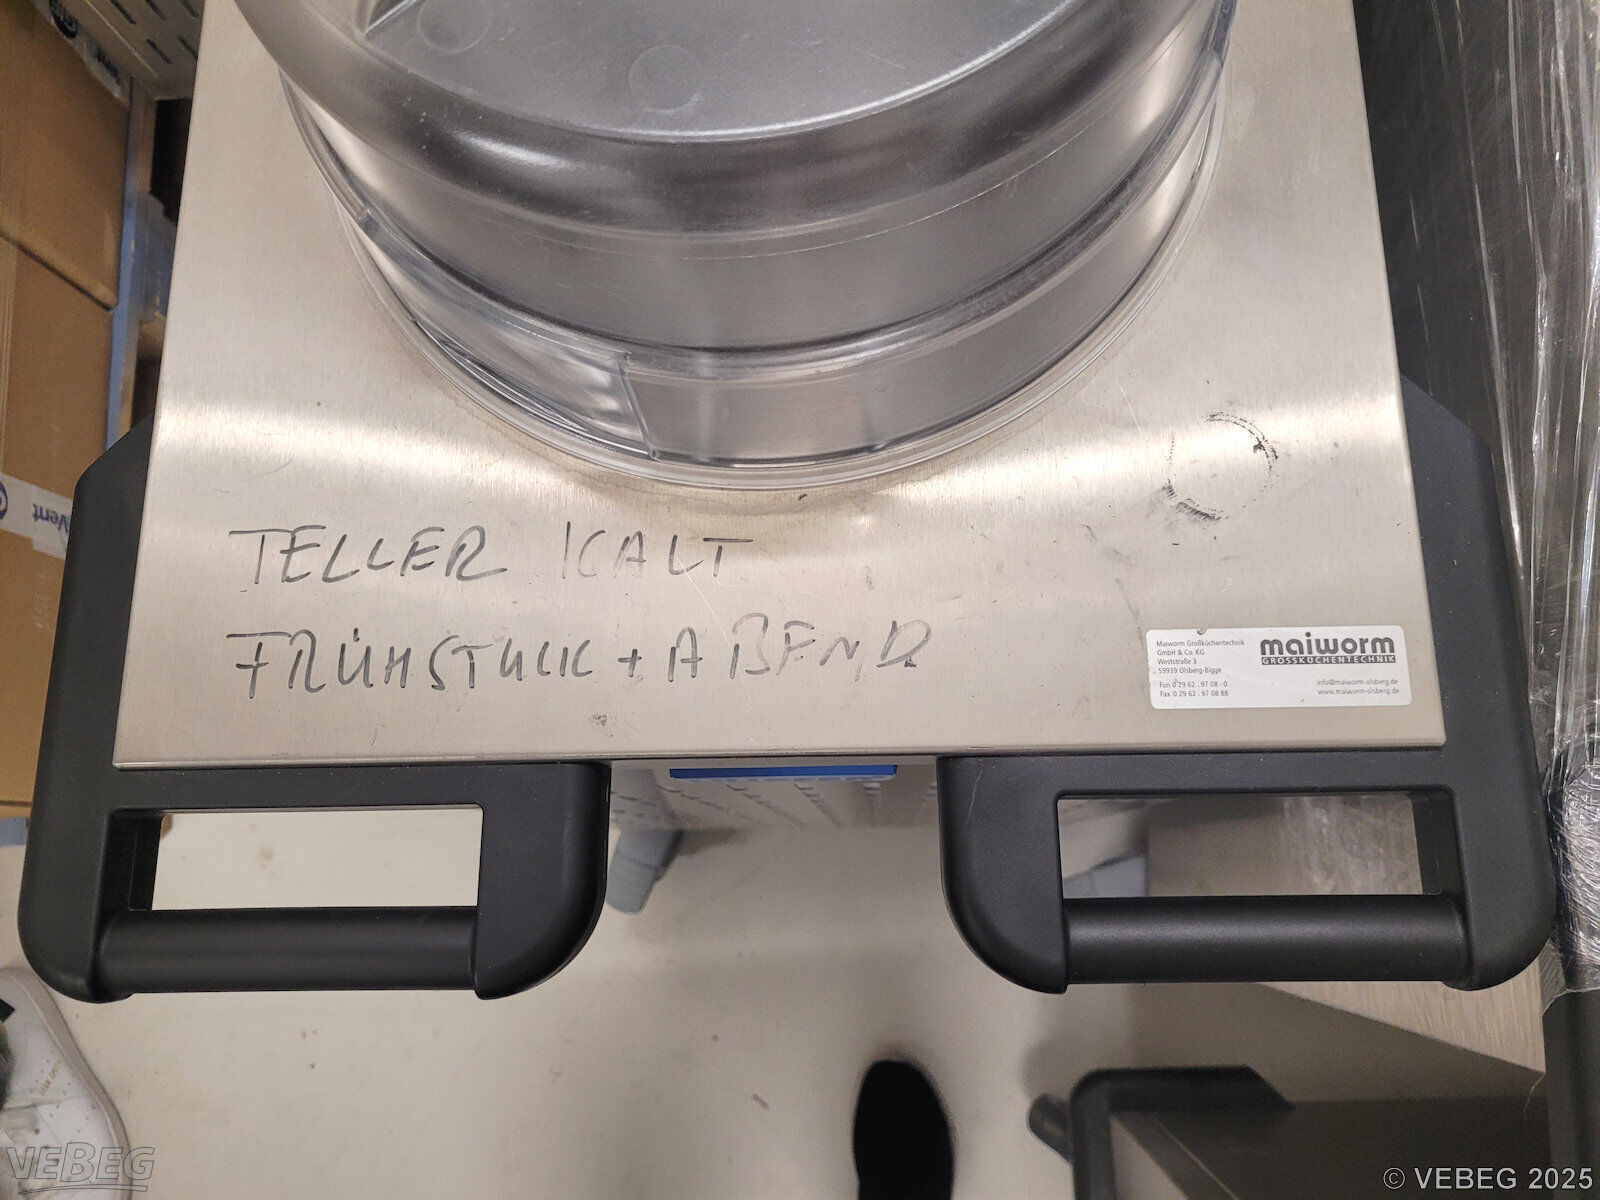 TELLER KALT
FRÜHSTUCK + ABEND
Maiworm Großküchentechnik
GmbH & Co. KG
Weststraße 3
59939 Olsberg-Bigge
Fon 0 29 62 . 97 08 - 0
Fax 0 29 62 . 97 08 88
maiworm
GROSSKÜCHENTECHNIK
info@maiworm-olsberg.de
www.maiworm-olsberg.de
Vent
VEBEG
© VEBEG 2025